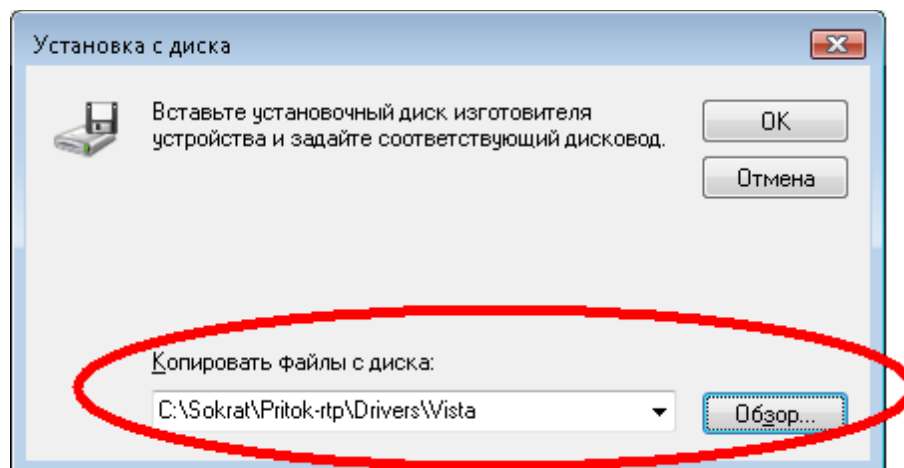 Установка с диска
Вставьте установочный диск изготовителя
устройства и задайте соответствующий дисковод.
OK
Отмена
Копировать файлы с диска:
C:\Sokrat\Pritok-rtp\Drivers\Vista
Обзор...